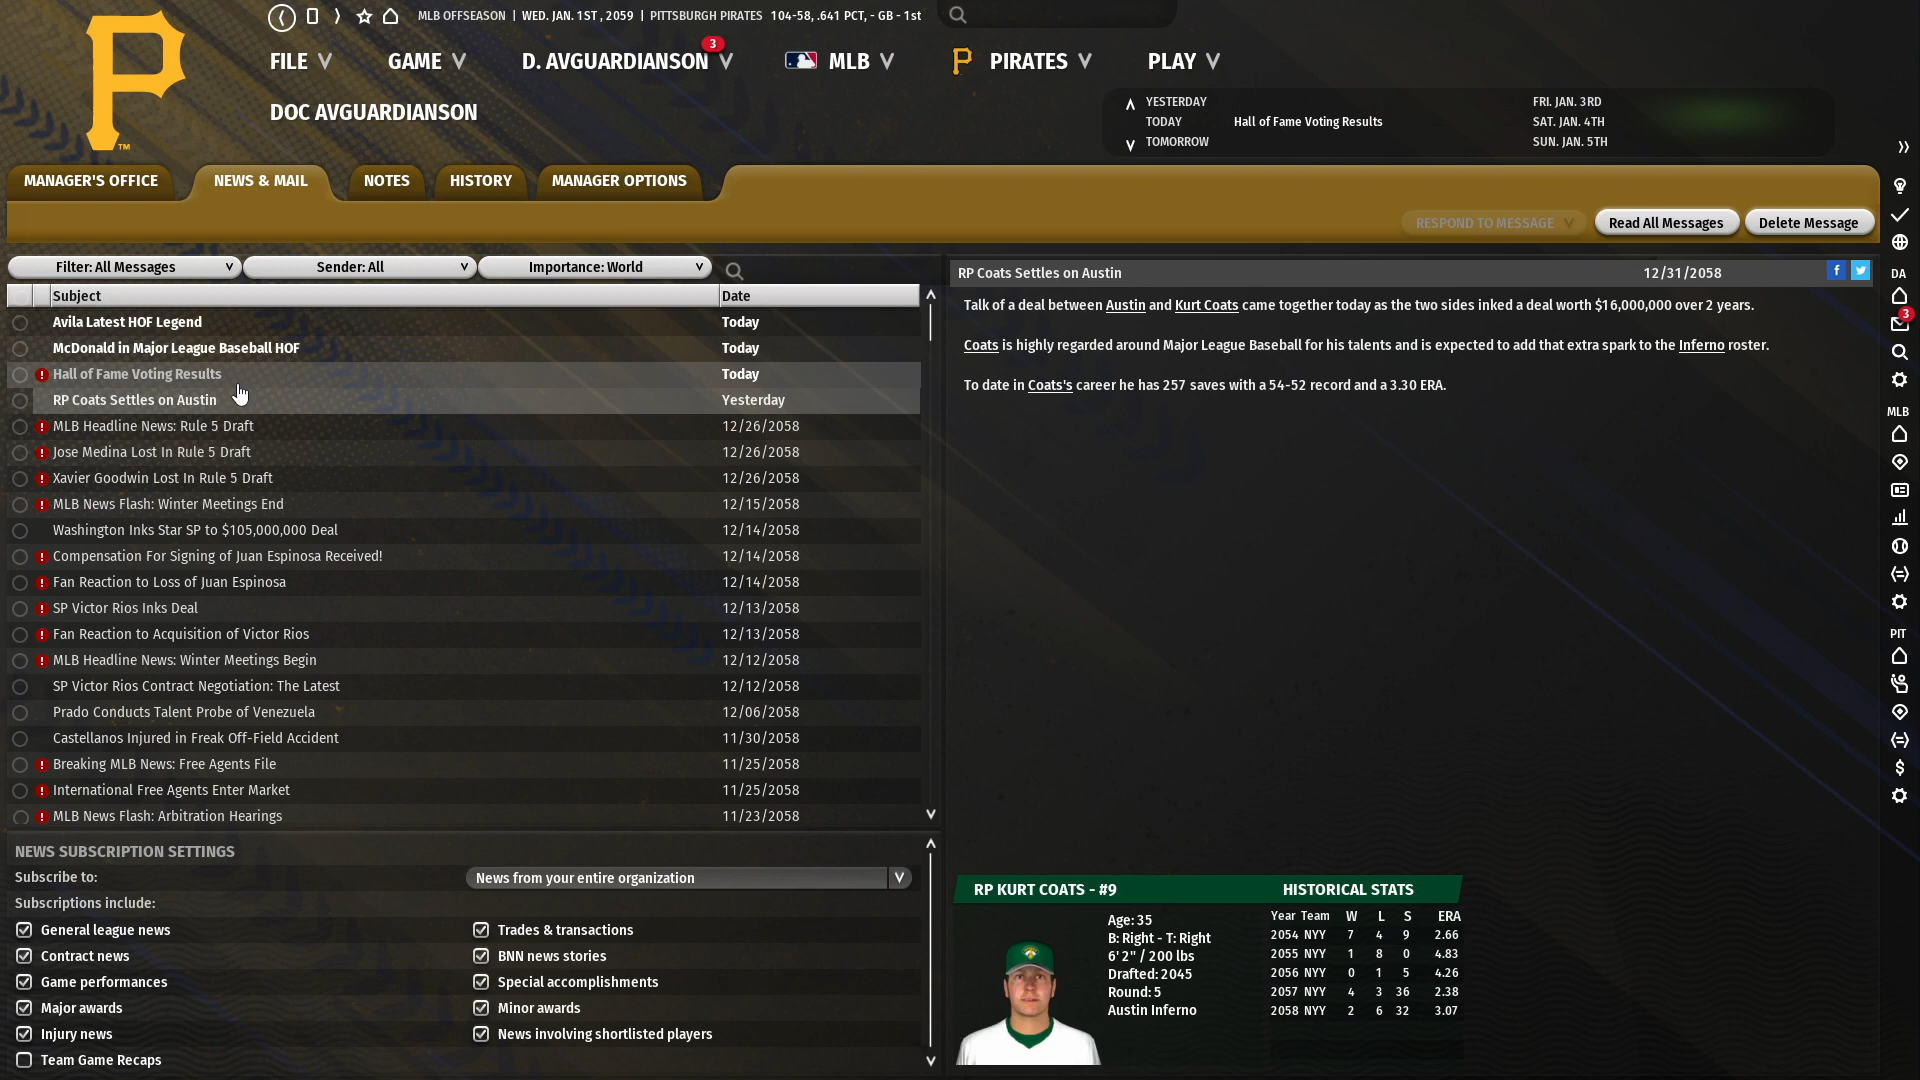 MLB OFFSEASON | WED. JAN. 1ST , 2059 | PITTSBURGH PIRATES 104-58, .641 PCT, - GB - 1st
FILE GAME D. AVGUARDIANSON 3 MLB PIRATES PLAY
DOC AVGUARDIANSON
YESTERDAY FRI. JAN. 3RD
TODAY Hall of Fame Voting Results SAT. JAN. 4TH
TOMORROW SUN. JAN. 5TH
P TM
MANAGER'S OFFICE NEWS & MAIL NOTES HISTORY MANAGER OPTIONS
RESPOND TO MESSAGE Read All Messages Delete Message
Filter: All Messages Sender: All Importance: World
Subject Date
Avila Latest HOF Legend Today
McDonald in Major League Baseball HOF Today
Hall of Fame Voting Results Today
RP Coats Settles on Austin Yesterday
MLB Headline News: Rule 5 Draft 12/26/2058
Jose Medina Lost In Rule 5 Draft 12/26/2058
Xavier Goodwin Lost In Rule 5 Draft 12/26/2058
MLB News Flash: Winter Meetings End 12/15/2058
Washington Inks Star SP to $105,000,000 Deal 12/14/2058
Compensation For Signing of Juan Espinosa Received! 12/14/2058
Fan Reaction to Loss of Juan Espinosa 12/14/2058
SP Victor Rios Inks Deal 12/13/2058
Fan Reaction to Acquisition of Victor Rios 12/13/2058
MLB Headline News: Winter Meetings Begin 12/12/2058
SP Victor Rios Contract Negotiation: The Latest 12/12/2058
Prado Conducts Talent Probe of Venezuela 12/06/2058
Castellanos Injured in Freak Off-Field Accident 11/30/2058
Breaking MLB News: Free Agents File 11/25/2058
International Free Agents Enter Market 11/25/2058
MLB News Flash: Arbitration Hearings 11/23/2058
NEWS SUBSCRIPTION SETTINGS
Subscribe to: News from your entire organization
Subscriptions include:
General league news Trades & transactions
Contract news BNN news stories
Game performances Special accomplishments
Major awards Minor awards
Injury news News involving shortlisted players
Team Game Recaps
RP Coats Settles on Austin 12/31/2058
Talk of a deal between Austin and Kurt Coats came together today as the two sides inked a deal worth $16,000,000 over 2 years.
Coats is highly regarded around Major League Baseball for his talents and is expected to add that extra spark to the Inferno roster.
To date in Coats's career he has 257 saves with a 54-52 record and a 3.30 ERA.
RP KURT COATS - #9 HISTORICAL STATS
Age: 35
B: Right - T: Right
6' 2" / 200 lbs
Drafted: 2045
Round: 5
Austin Inferno
Year Team W L S ERA
2054 NYY 7 4 9 2.66
2055 NYY 1 8 0 4.83
2056 NYY 0 1 5 4.26
2057 NYY 4 3 36 2.38
2058 NYY 2 6 32 3.07
DA
3
MLB
PIT
$